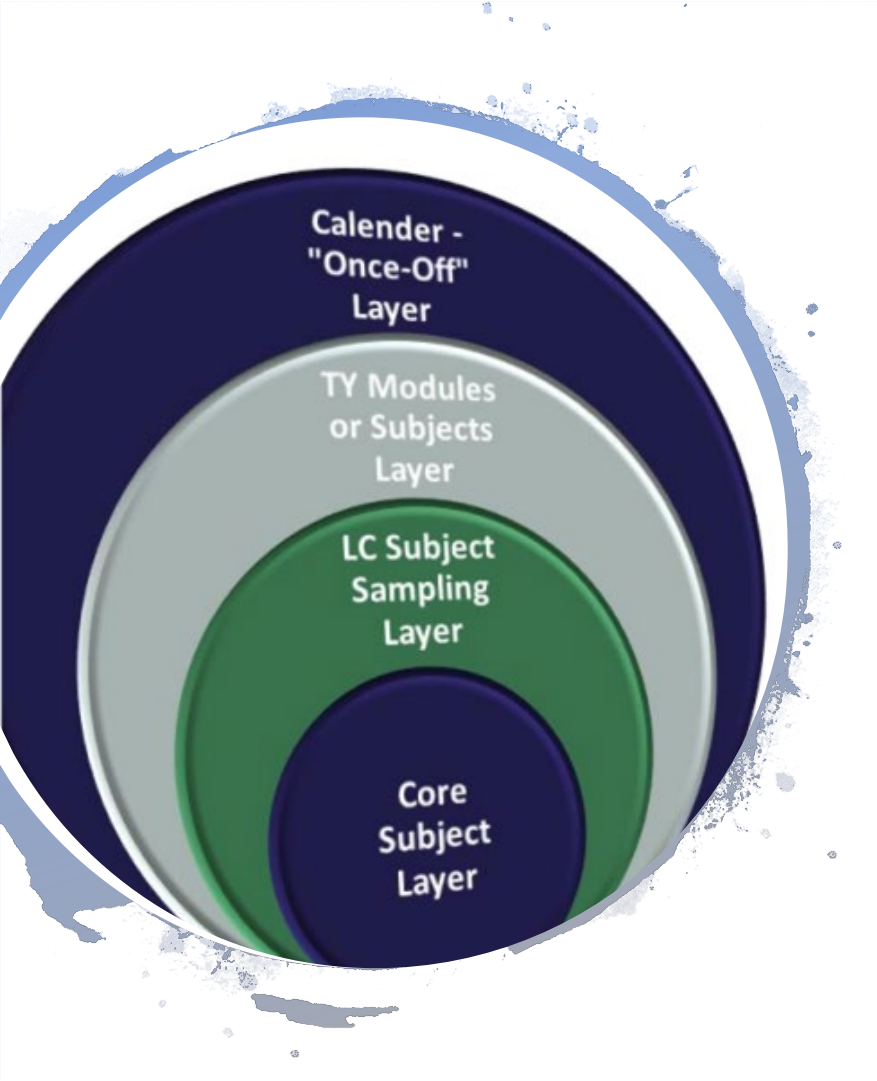 Calender -
"Once-Off"
Layer
TY Modules
or Subjects
Layer
LC Subject
Sampling
Layer
Core
Subject
Layer